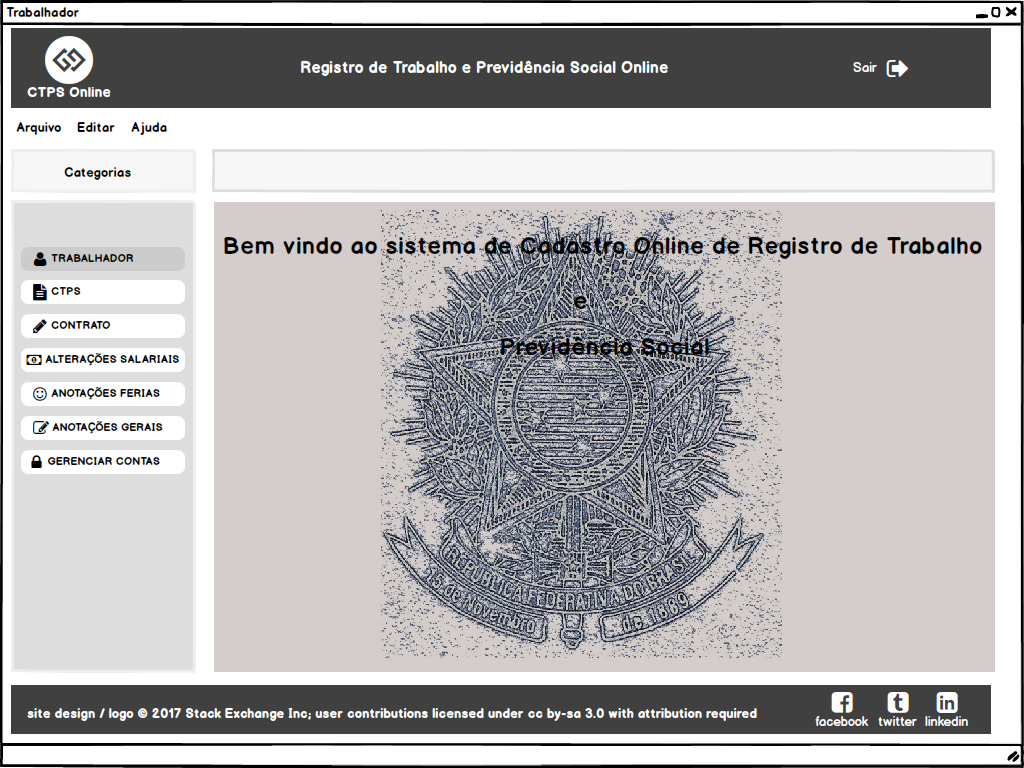 Trabalhador
CTPS Online
Registro de Trabalho e Previdência Social Online
Sair
Arquivo Editar Ajuda
Categorias
TRABALHADOR
CTPS
CONTRATO
ALTERAÇÕES SALARIAIS
ANOTAÇÕES FERIAS
ANOTAÇÕES GERAIS
GERENCIAR CONTAS
Bem vindo ao sistema de Cadastro Online de Registro de Trabalho
e
Previdência Social
REPÚBLICA FEDERATIVA DO BRASIL
15 de Novembro de 1889
site design / logo © 2017 Stack Exchange Inc; user contributions licensed under cc by-sa 3.0 with attribution required
facebook twitter linkedin